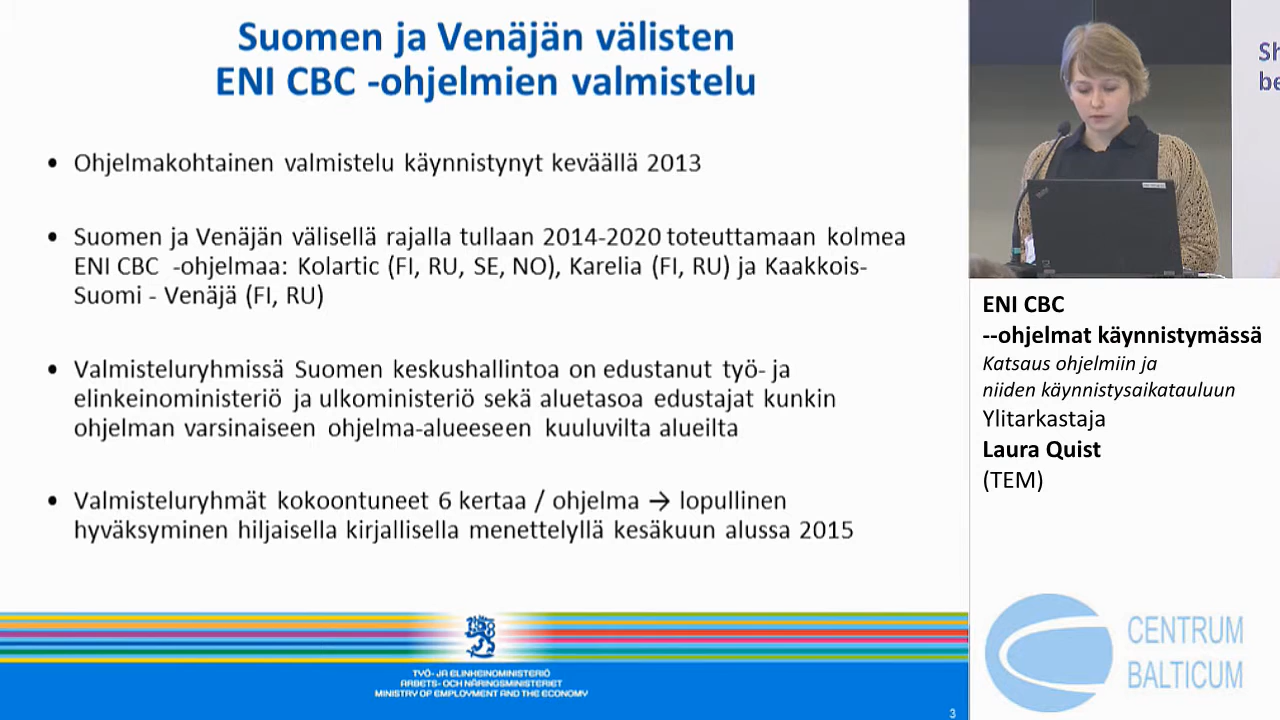 Suomen ja Venäjän välisten
ENI CBC -ohjelmien valmistelu
• Ohjelmakohtainen valmistelu käynnistynyt keväällä 2013
• Suomen ja Venäjän välisellä rajalla tullaan 2014-2020 toteuttamaan kolmea
ENI CBC -ohjelmaa: Kolartic (FI, RU, SE, NO), Karelia (FI, RU) ja Kaakkois-
Suomi - Venäjä (FI, RU)
• Valmisteluryhmissä Suomen keskushallintoa on edustanut työ- ja
elinkeinoministeriö ja ulkoministeriö sekä aluetasoa edustajat kunkin
ohjelman varsinaiseen ohjelma-alueeseen kuuluvilta alueilta
• Valmisteluryhmät kokoontuneet 6 kertaa / ohjelma → lopullinen
hyväksyminen hiljaisella kirjallisella menettelyllä kesäkuun alussa 2015
TYÖ- JA ELINKEINOMINISTERIÖ
ARBETS- OCH NÄRINGSMINISTERIET
MINISTRY OF EMPLOYMENT AND THE ECONOMY
3
Sh
be
ENI CBC
--ohjelmat käynnistymässä
Katsaus ohjelmiin ja
niiden käynnistysaikatauluun
Ylitarkastaja
Laura Quist
(TEM)
CENTRUM
BALTICUM